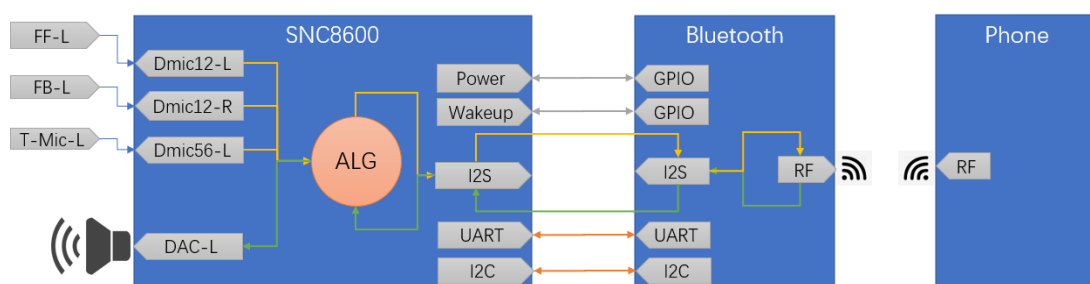 SNC8600
Bluetooth
Phone
FF-L
FB-L
T-Mic-L
Dmic12-L
Dmic12-R
Dmic56-L
DAC-L
ALG
Power
Wakeup
I2S
UART
I2C
GPIO
GPIO
I2S
UART
I2C
RF
RF